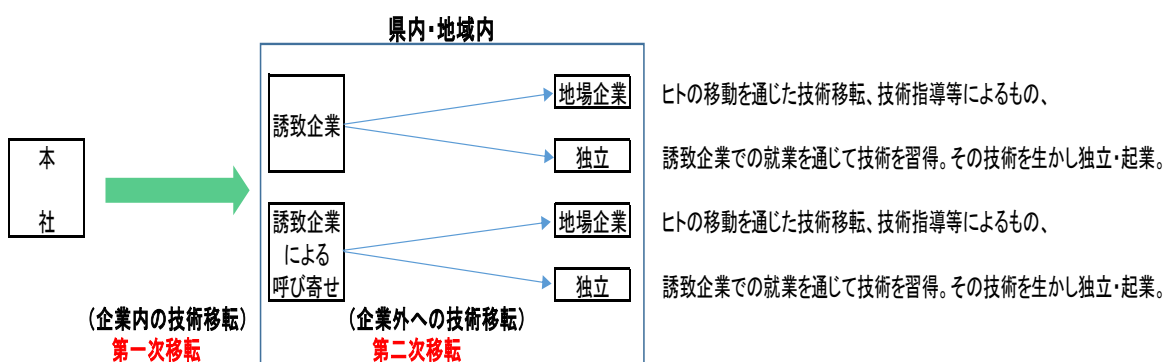 県内・地域内
本
社
誘致企業
地場企業
ヒトの移動を通じた技術移転、技術指導等によるもの、
独立
誘致企業での就業を通じて技術を習得。その技術を生かし独立・起業。
誘致企業
による
呼び寄せ
地場企業
ヒトの移動を通じた技術移転、技術指導等によるもの、
独立
誘致企業での就業を通じて技術を習得。その技術を生かし独立・起業。
(企業内の技術移転)
第一次移転
(企業外への技術移転)
第二次移転